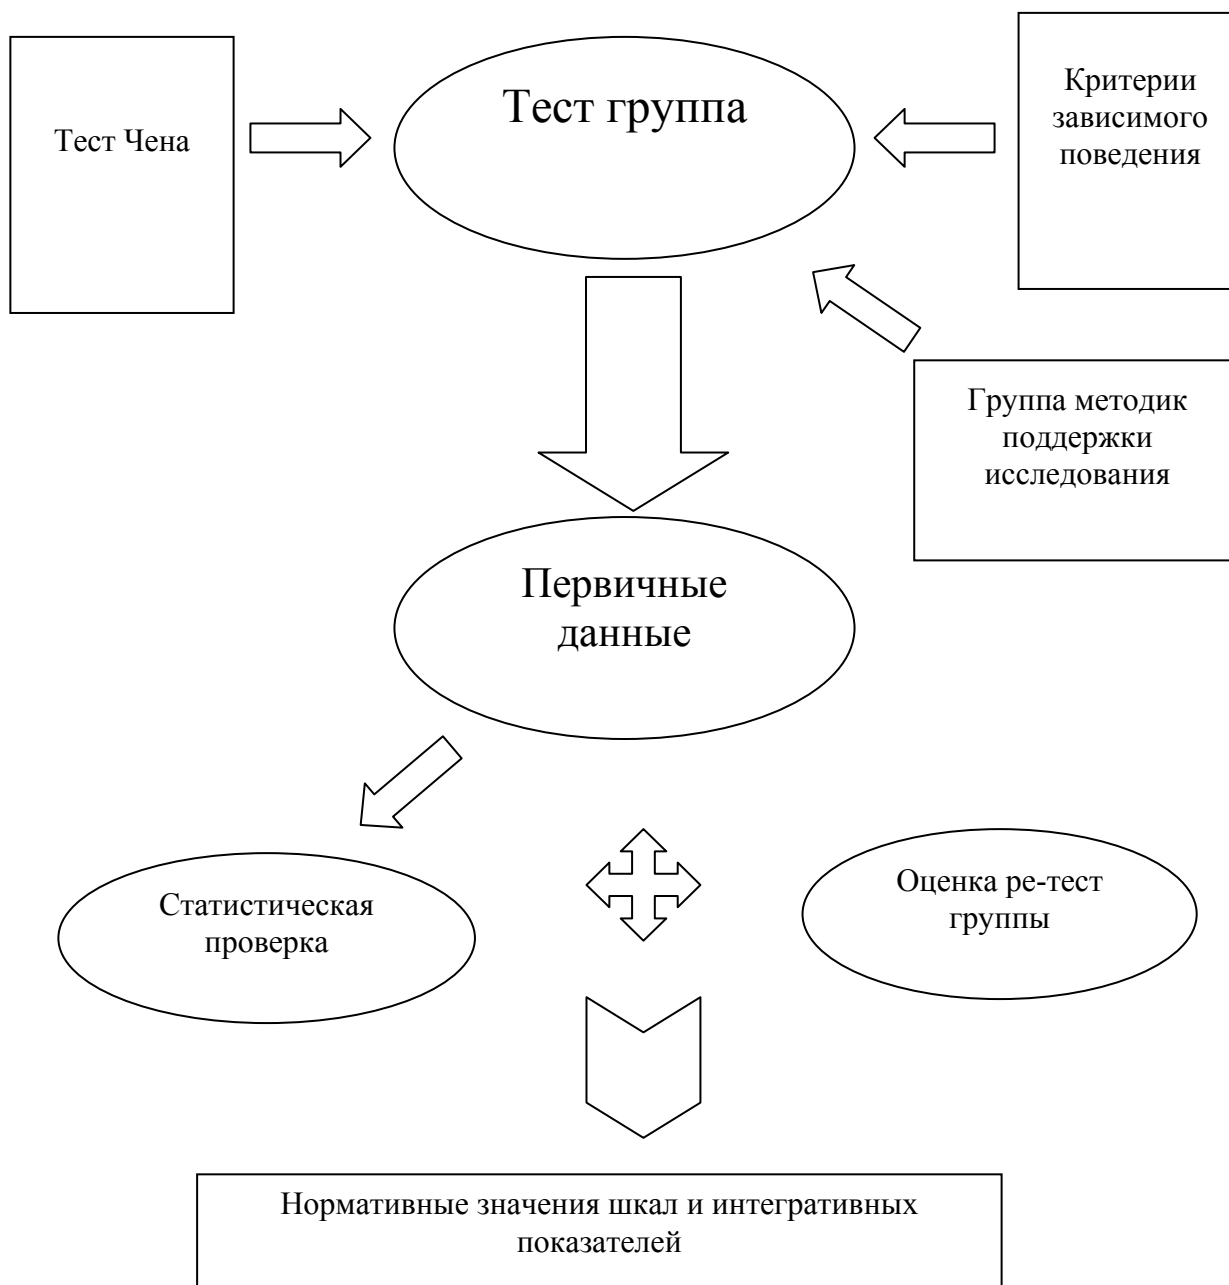 Тест Чена
Тест группа
Критерии
зависимого
поведения
Группа методик
поддержки
исследования
Первичные
данные
Статистическая
проверка
Оценка ре-тест
группы
Нормативные значения шкал и интегративных
показателей